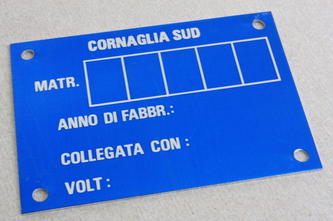 CORNAGLIA SUD
MATR.
ANNO DI FABBR.:
COLLEGATA CON :
VOLT :